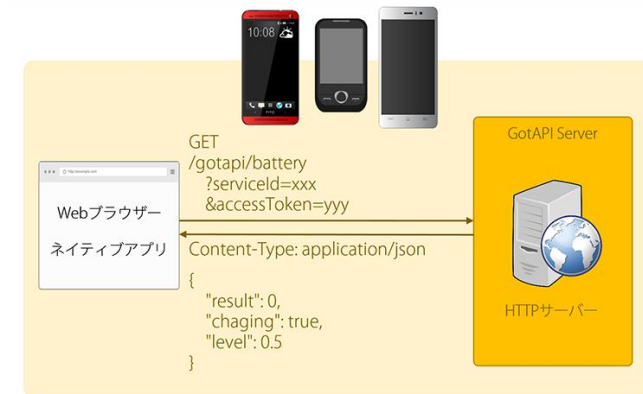 10:08
GotAPI Server
GET
/gotapi/battery
?serviceId=xxx
&accessToken=yyy
Webブラウザー
ネイティブアプリ
Content-Type: application/json
{
"result": 0,
"chaging": true,
"level": 0.5
}
HTTPサーバー